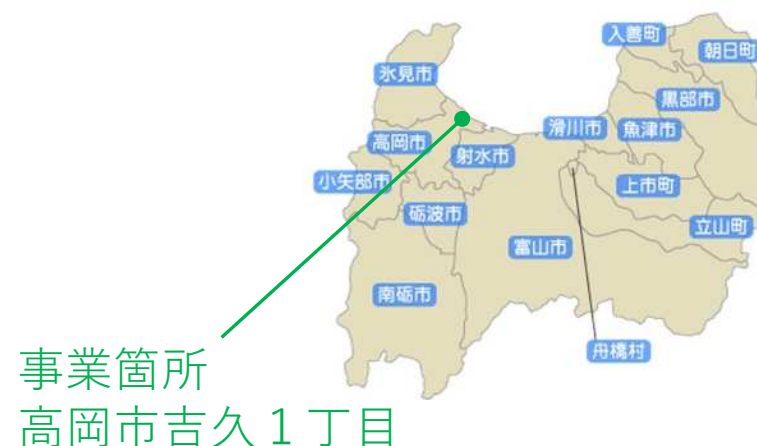 入善町
朝日町
氷見市
黒部市
滑川市
魚津市
高岡市
射水市
小矢部市
上市町
砺波市
立山町
富山市
南砺市
舟橋村
事業箇所
高岡市吉久１丁目